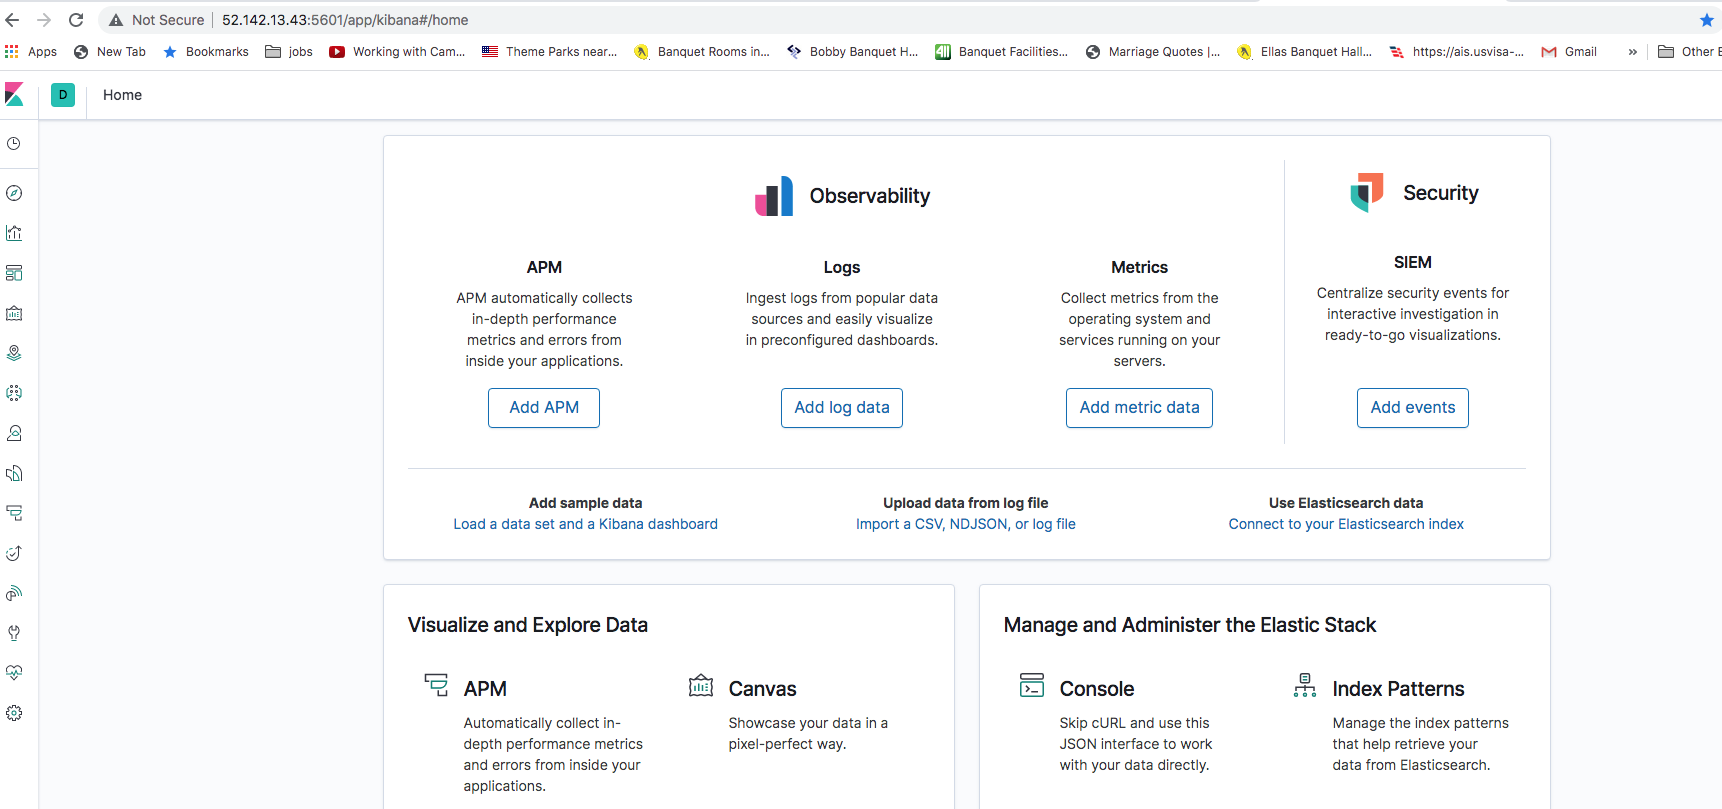 Not Secure | 52.142.13.43:5601/app/kibana#/home
Apps New Tab Bookmarks jobs Working with Cam... Theme Parks near... Banquet Rooms in... Bobby Banquet H... Banquet Facilities... Marriage Quotes |... Ellas Banquet Hall... https://ais.usvisa-... Gmail » Other
D Home
Observability
Security
APM
APM automatically collects
in-depth performance
metrics and errors from
inside your applications.
Add APM
Logs
Ingest logs from popular data
sources and easily visualize
in preconfigured dashboards.
Add log data
Metrics
Collect metrics from the
operating system and
services running on your
servers.
Add metric data
SIEM
Centralize security events for
interactive investigation in
ready-to-go visualizations.
Add events
Add sample data
Load a data set and a Kibana dashboard
Upload data from log file
Import a CSV, NDJSON, or log file
Use Elasticsearch data
Connect to your Elasticsearch index
Visualize and Explore Data
APM
Automatically collect in-
depth performance metrics
and errors from inside your
applications.
Canvas
Showcase your data in a
pixel-perfect way.
Manage and Administer the Elastic Stack
Console
Skip cURL and use this
JSON interface to work
with your data directly.
Index Patterns
Manage the index patterns
that help retrieve your
data from Elasticsearch.